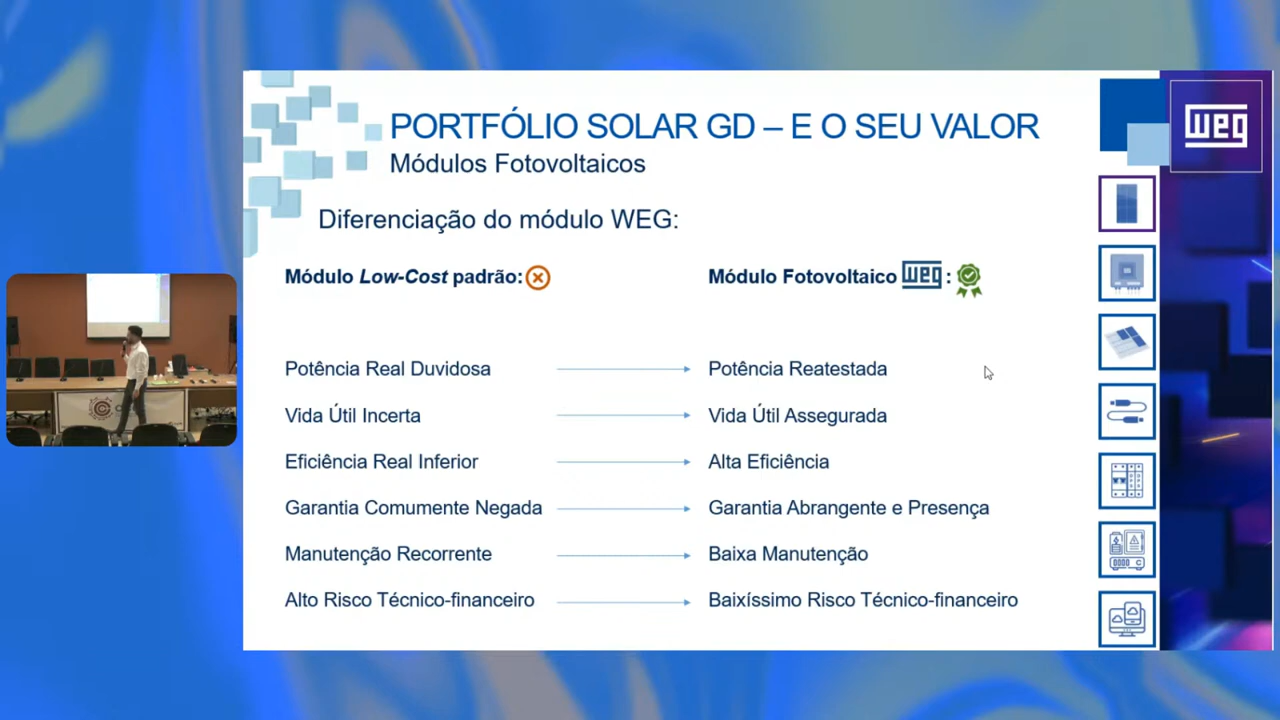 PORTFÓLIO SOLAR GD – E O SEU VALOR
Módulos Fotovoltaicos
weg
Diferenciação do módulo WEG:
Módulo Low-Cost padrão:
Módulo Fotovoltaico weg :
Potência Real Duvidosa
Potência Reatestada
Vida Útil Incerta
Vida Útil Assegurada
Eficiência Real Inferior
Alta Eficiência
Garantia Comumente Negada
Garantia Abrangente e Presença
Manutenção Recorrente
Baixa Manutenção
Alto Risco Técnico-financeiro
Baixíssimo Risco Técnico-financeiro